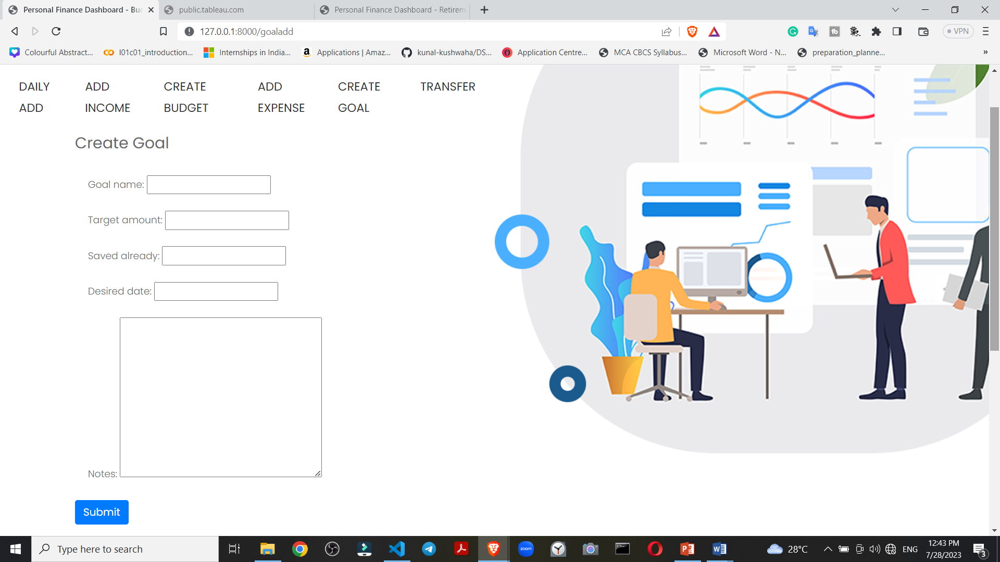 Personal Finance Dashboard - Buc
public.tableau.com
Personal Finance Dashboard - Retirem
127.0.0.1:8000/goaladd
VPN
Colourful Abstract...
l01c01_introduction...
Internships in India...
Applications | Amaz...
kunal-kushwaha/DS...
Application Centre...
MCA CBCS Syllabus...
Microsoft Word - N...
preparation_planne...
»
DAILY ADD
ADD INCOME
CREATE BUDGET
ADD EXPENSE
CREATE GOAL
TRANSFER
Create Goal
Goal name:
Target amount:
Saved already:
Desired date:
Notes:
Submit
Type here to search
zoom
28°C
ENG
12:43 PM
7/28/2023
3